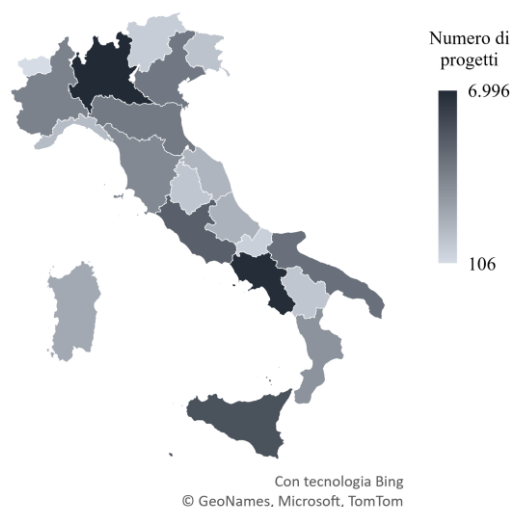 Numero di
progetti
6.996
106
Con tecnologia Bing
© GeoNames, Microsoft, TomTom